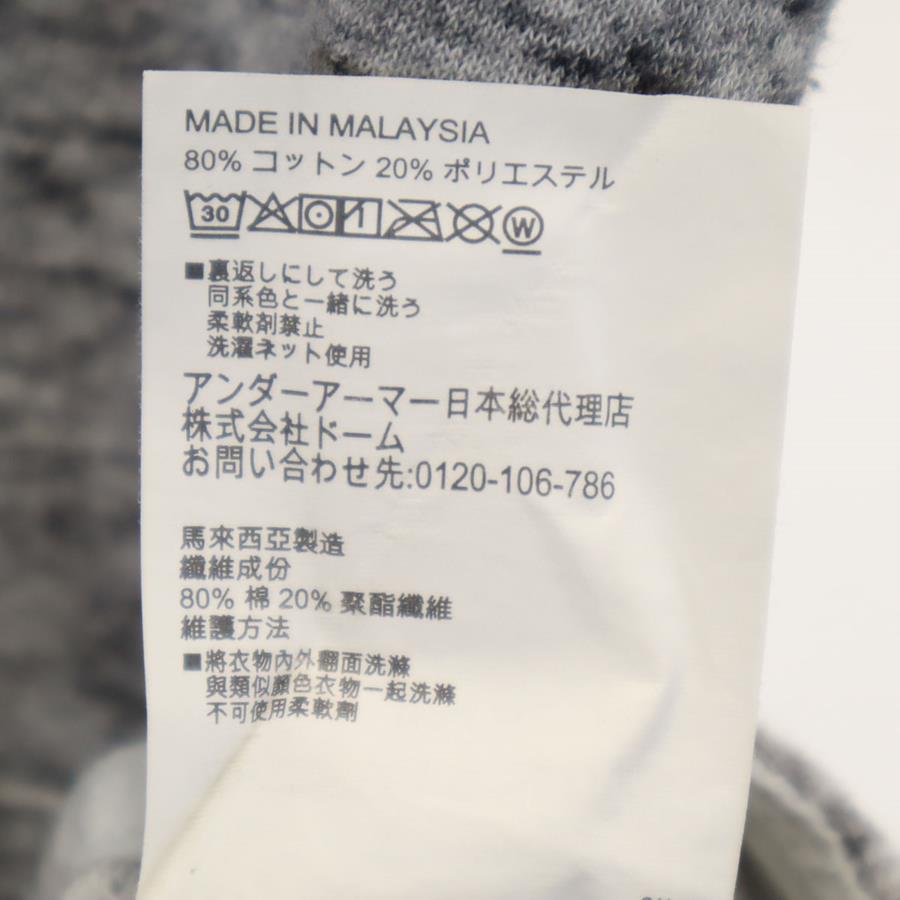 MADE IN MALAYSIA
80% コットン 20% ポリエステル
30 W
■裏返しにして洗う
同系色と一緒に洗う
柔軟剤禁止
洗濯ネット使用
アンダーアーマー日本総代理店
株式会社ドーム
お問い合わせ先:0120-106-786
馬來西亞製造
纖維成份
80% 棉 20% 聚酯纖維
維護方法
■將衣物內外翻面洗滌
與類似顏色衣物一起洗滌
不可使用柔軟劑